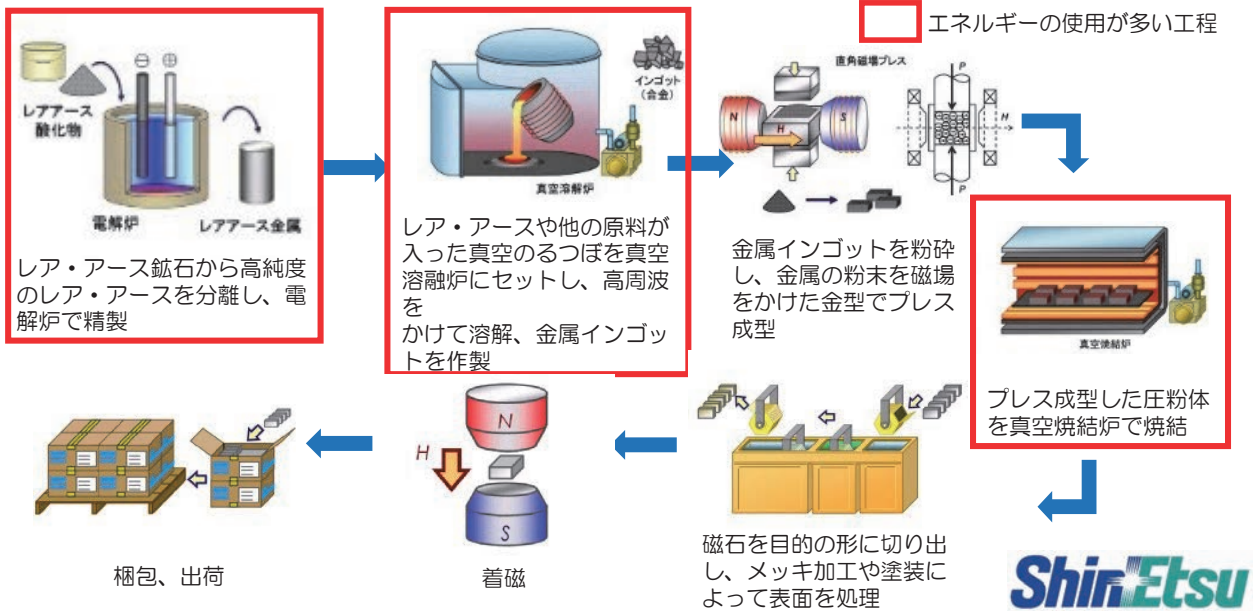 エネルギーの使用が多い工程
レアアース
酸化物
⊖
⊕
電解炉
レアアース金属
レア・アース鉱石から高純度
のレア・アースを分離し、電
解炉で精製
インゴット
（合金）
真空溶解炉
レア・アースや他の原料が
入った真空のるつぼを真空
溶融炉にセットし、高周波
を
かけて溶解、金属インゴッ
トを作製
直角磁場プレス
N
H
S
P
H
P
金属インゴットを粉砕
し、金属の粉末を磁場
をかけた金型でプレス
成型
真空焼結炉
プレス成型した圧粉体
を真空焼結炉で焼結
磁石を目的の形に切り出
し、メッキ加工や塗装に
よって表面を処理
N
H
S
着磁
梱包、出荷
ShinEtsu